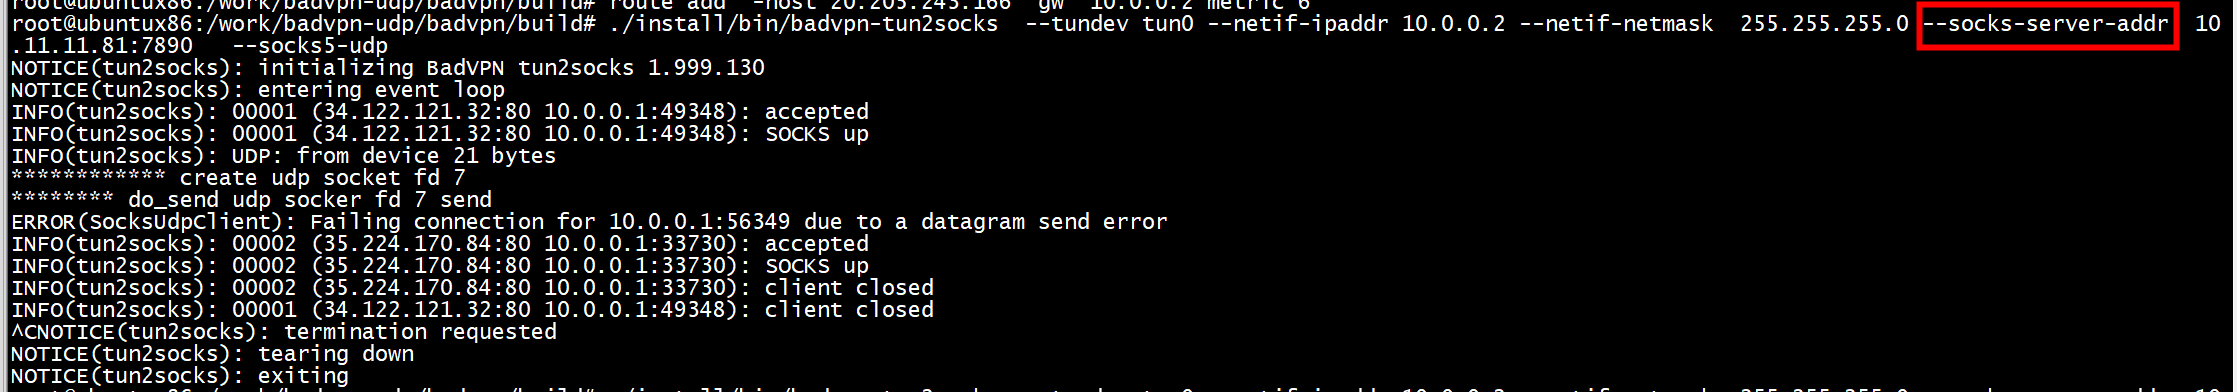 root@ubuntux86:/work/badvpn-udp/badvpn/build# route add -host 20.205.243.166 gw 10.0.0.2 metric 6
root@ubuntux86:/work/badvpn-udp/badvpn/build# ./install/bin/badvpn-tun2socks --tundev tun0 --netif-ipaddr 10.0.0.2 --netif-netmask 255.255.255.0 --socks-server-addr 10
.11.11.81:7890 --socks5-udp
NOTICE(tun2socks): initializing BadVPN tun2socks 1.999.130
NOTICE(tun2socks): entering event loop
INFO(tun2socks): 00001 (34.122.121.32:80 10.0.0.1:49348): accepted
INFO(tun2socks): 00001 (34.122.121.32:80 10.0.0.1:49348): SOCKS up
INFO(tun2socks): UDP: from device 21 bytes
************ create udp socket fd 7
******** do_send udp socker fd 7 send
ERROR(SocksUdpClient): Failing connection for 10.0.0.1:56349 due to a datagram send error
INFO(tun2socks): 00002 (35.224.170.84:80 10.0.0.1:33730): accepted
INFO(tun2socks): 00002 (35.224.170.84:80 10.0.0.1:33730): SOCKS up
INFO(tun2socks): 00002 (35.224.170.84:80 10.0.0.1:33730): client closed
INFO(tun2socks): 00001 (34.122.121.32:80 10.0.0.1:49348): client closed
^CNOTICE(tun2socks): termination requested
NOTICE(tun2socks): tearing down
NOTICE(tun2socks): exiting